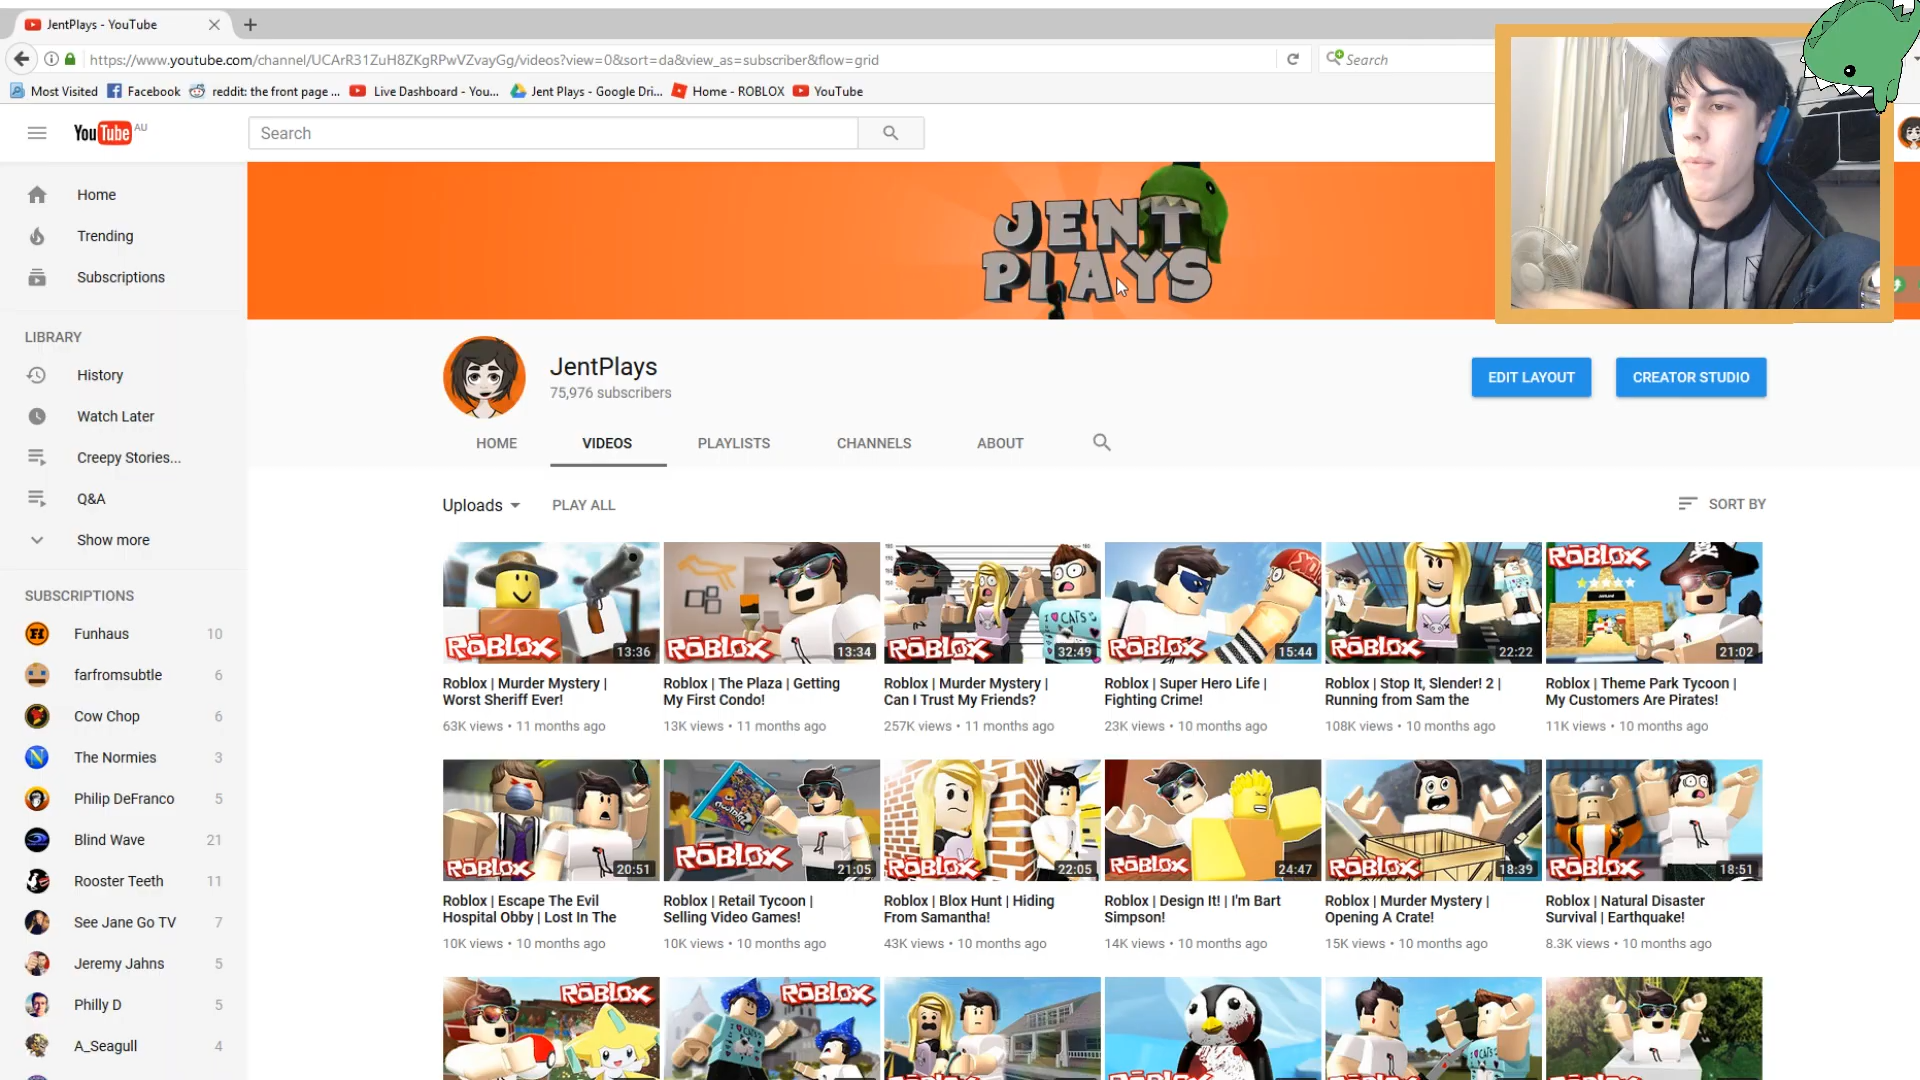 JentPlays - YouTube
https://www.youtube.com/channel/UCArR31ZuH8ZKgRPwVZvayGg/videos?view=0&sort=da&view_as=subscriber&flow=grid
Search
Most Visited Facebook reddit: the front page ... Live Dashboard - You... Jent Plays - Google Dri... Home - ROBLOX YouTube
YouTube AU
Search
Home
Trending
Subscriptions
LIBRARY
History
Watch Later
Creepy Stories...
Q&A
Show more
SUBSCRIPTIONS
Funhaus 10
farfromsubtle 6
Cow Chop 6
The Normies 3
Philip DeFranco 5
Blind Wave 21
Rooster Teeth 11
See Jane Go TV 7
Jeremy Jahns 5
Philly D 5
A_Seagull 4
JENT
PLAYS
JentPlays
75,976 subscribers
EDIT LAYOUT CREATOR STUDIO
HOME VIDEOS PLAYLISTS CHANNELS ABOUT
Uploads PLAY ALL SORT BY
ROBLOX 13:36
ROBLOX 13:34
I ♥ CATS
ROBLOX 32:49
ROBLOX 15:44
ROBLOX 22:22
ROBLOX 21:02
Roblox | Murder Mystery |
Worst Sheriff Ever!
63K views • 11 months ago
Roblox | The Plaza | Getting
My First Condo!
13K views • 11 months ago
Roblox | Murder Mystery |
Can I Trust My Friends?
257K views • 11 months ago
Roblox | Super Hero Life |
Fighting Crime!
23K views • 10 months ago
Roblox | Stop It, Slender! 2 |
Running from Sam the
108K views • 10 months ago
Roblox | Theme Park Tycoon |
My Customers Are Pirates!
11K views • 10 months ago
ROBLOX 20:51
ROBLOX 21:05
ROBLOX 22:05
ROBLOX 24:47
ROBLOX 18:39
ROBLOX 18:51
Roblox | Escape The Evil
Hospital Obby | Lost In The
10K views • 10 months ago
Roblox | Retail Tycoon |
Selling Video Games!
10K views • 10 months ago
Roblox | Blox Hunt | Hiding
From Samantha!
43K views • 10 months ago
Roblox | Design It! | I'm Bart
Simpson!
14K views • 10 months ago
Roblox | Murder Mystery |
Opening A Crate!
15K views • 10 months ago
Roblox | Natural Disaster
Survival | Earthquake!
8.3K views • 10 months ago
ROBLOX
ROBLOX